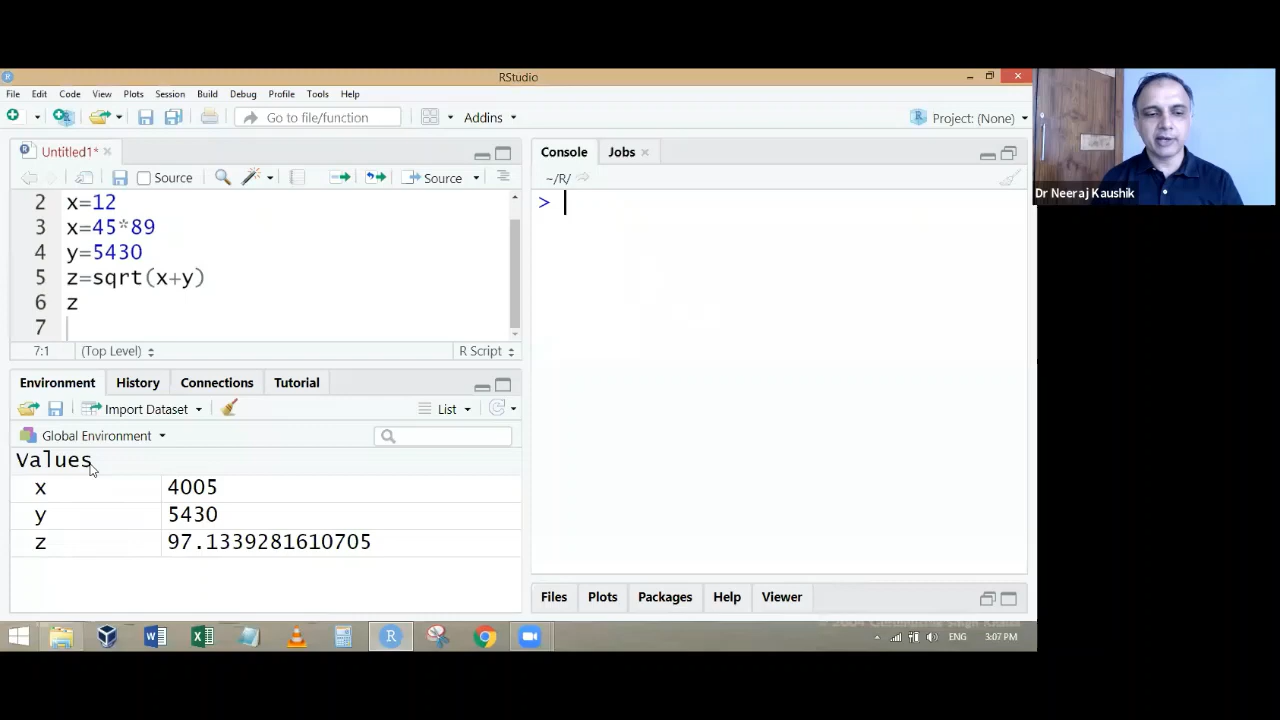 RStudio
File Edit Code View Plots Session Build Debug Profile Tools Help
Go to file/function Addins Project: (None)
Untitled1*
Source Source
2 x=12
3 x=45*89
4 y=5430
5 z=sqrt(x+y)
6 z
7
7:1 (Top Level) R Script
Environment History Connections Tutorial
Import Dataset List
Global Environment
Values
x 4005
y 5430
z 97.1339281610705
Console Jobs
~/R/
>
Files Plots Packages Help Viewer
ENG 3:07 PM
Dr Neeraj Kaushik